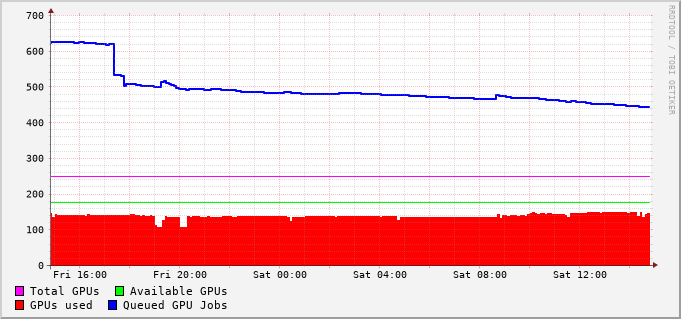 700
600
500
400
300
200
100
0
Fri 16:00 Fri 20:00 Sat 00:00 Sat 04:00 Sat 08:00 Sat 12:00
Total GPUs Available GPUs
GPUs used Queued GPU Jobs
RRDTOOL / TOBI OETIKER